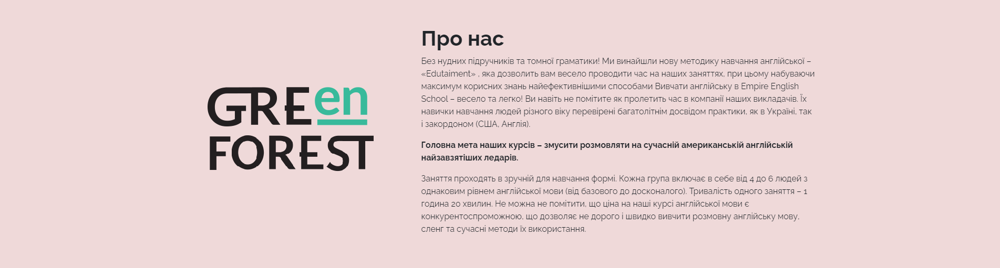 GREen
FOREST
Про нас
Без нудних підручників та томної граматики! Ми винайшли нову методику навчання англійської –
«Edutaiment» , яка дозволить вам весело проводити час на наших заняттях, при цьому набуваючи
максимум корисних знань найефективнішими способами Вивчати англійську в Empire English
School – весело та легко! Ви навіть не помітите як пролетить час в компанії наших викладачів. Їх
навички навчання людей різного віку перевірені багатолітнім досвідом практики, як в Україні, так
і закордоном (США, Англія).
Головна мета наших курсів – змусити розмовляти на сучасній американській англійській
найзавзятіших ледарів.
Заняття проходять в зручній для навчання формі. Кожна група включає в себе від 4 до 6 людей з
однаковим рівнем англійської мови (від базового до досконалого). Тривалість одного заняття – 1
година 20 хвилин. Не можна не помітити, що ціна на наші курсі англійської мови є
конкурентоспроможною, що дозволяє не дорого і швидко вивчити розмовну англійську мову,
сленг та сучасні методи їх використання.